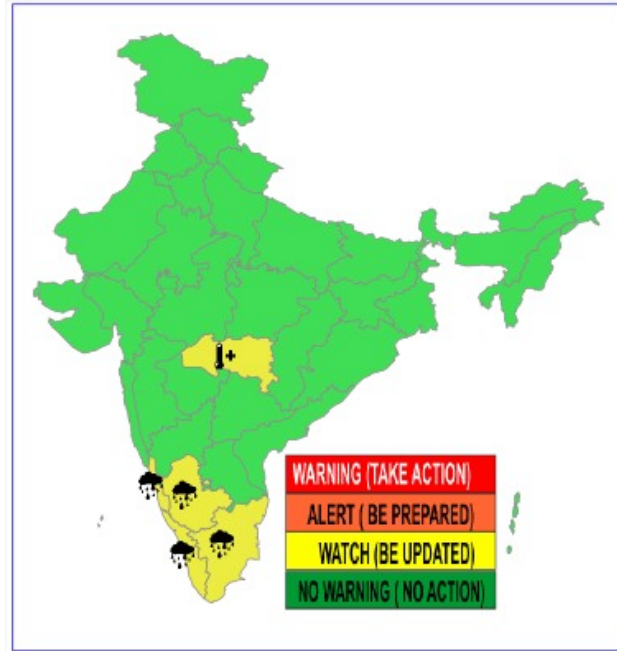 WARNING (TAKE ACTION)
ALERT ( BE PREPARED)
WATCH (BE UPDATED)
NO WARNING ( NO ACTION)